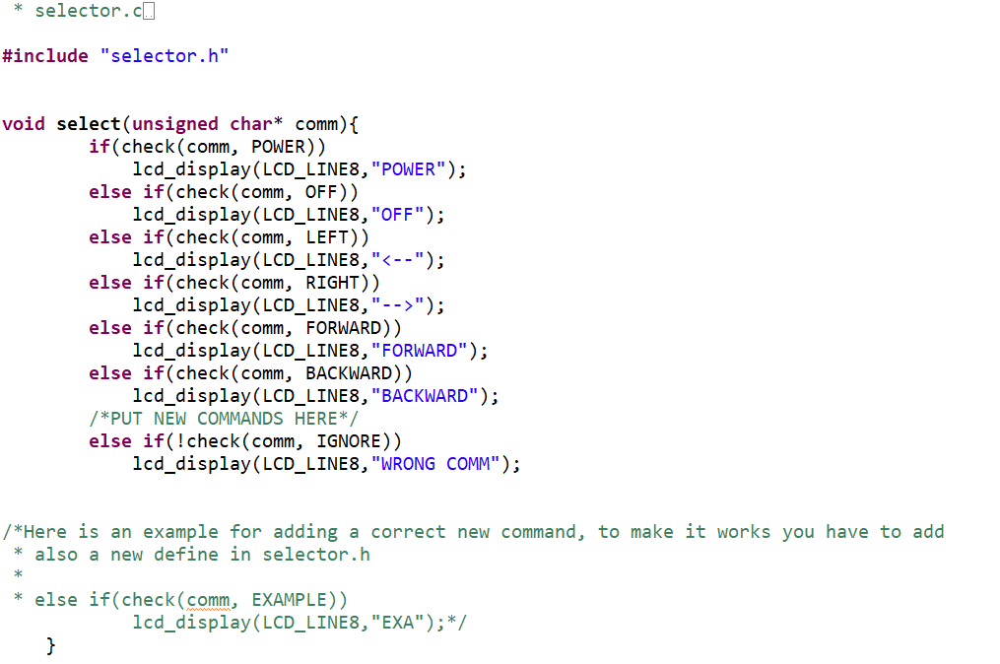 * selector.c
#include "selector.h"
void select(unsigned char* comm){
if(check(comm, POWER))
lcd_display(LCD_LINE8,"POWER");
else if(check(comm, OFF))
lcd_display(LCD_LINE8,"OFF");
else if(check(comm, LEFT))
lcd_display(LCD_LINE8,"<--");
else if(check(comm, RIGHT))
lcd_display(LCD_LINE8,"-->");
else if(check(comm, FORWARD))
lcd_display(LCD_LINE8,"FORWARD");
else if(check(comm, BACKWARD))
lcd_display(LCD_LINE8,"BACKWARD");
/*PUT NEW COMMANDS HERE*/
else if(!check(comm, IGNORE))
lcd_display(LCD_LINE8,"WRONG COMM");
/*Here is an example for adding a correct new command, to make it works you have to add
* also a new define in selector.h
*
* else if(check(comm, EXAMPLE))
lcd_display(LCD_LINE8,"EXA");*/
}